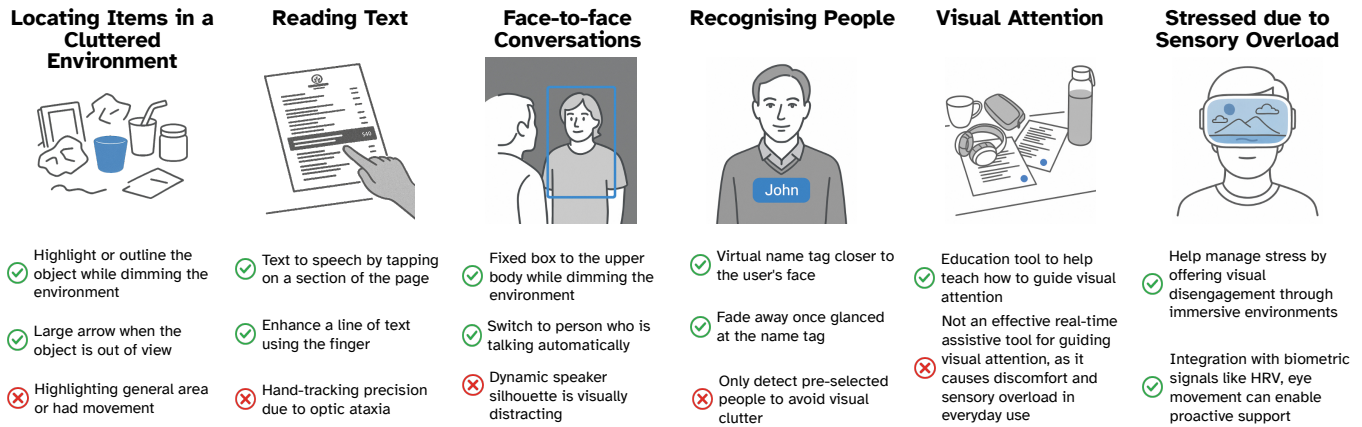 Locating Items in a
Cluttered
Environment
Highlight or outline the
object while dimming the
environment
Large arrow when the
object is out of view
Highlighting general area
or had movement
Reading Text
540
Text to speech by tapping
on a section of the page
Enhance a line of text
using the finger
Hand-tracking precision
due to optic ataxia
Face-to-face
Conversations
Fixed box to the upper
body while dimming the
environment
Switch to person who is
talking automatically
Dynamic speaker
silhouette is visually
distracting
Recognising People
John
Virtual name tag closer to
the user's face
Fade away once glanced
at the name tag
Only detect pre-selected
people to avoid visual
clutter
Visual Attention
Education tool to help
teach how to guide visual
attention
Not an effective real-time
assistive tool for guiding
visual attention, as it
causes discomfort and
sensory overload in
everyday use
Stressed due to
Sensory Overload
Help manage stress by
offering visual
disengagement through
immersive environments
Integration with biometric
signals like HRV, eye
movement can enable
proactive support